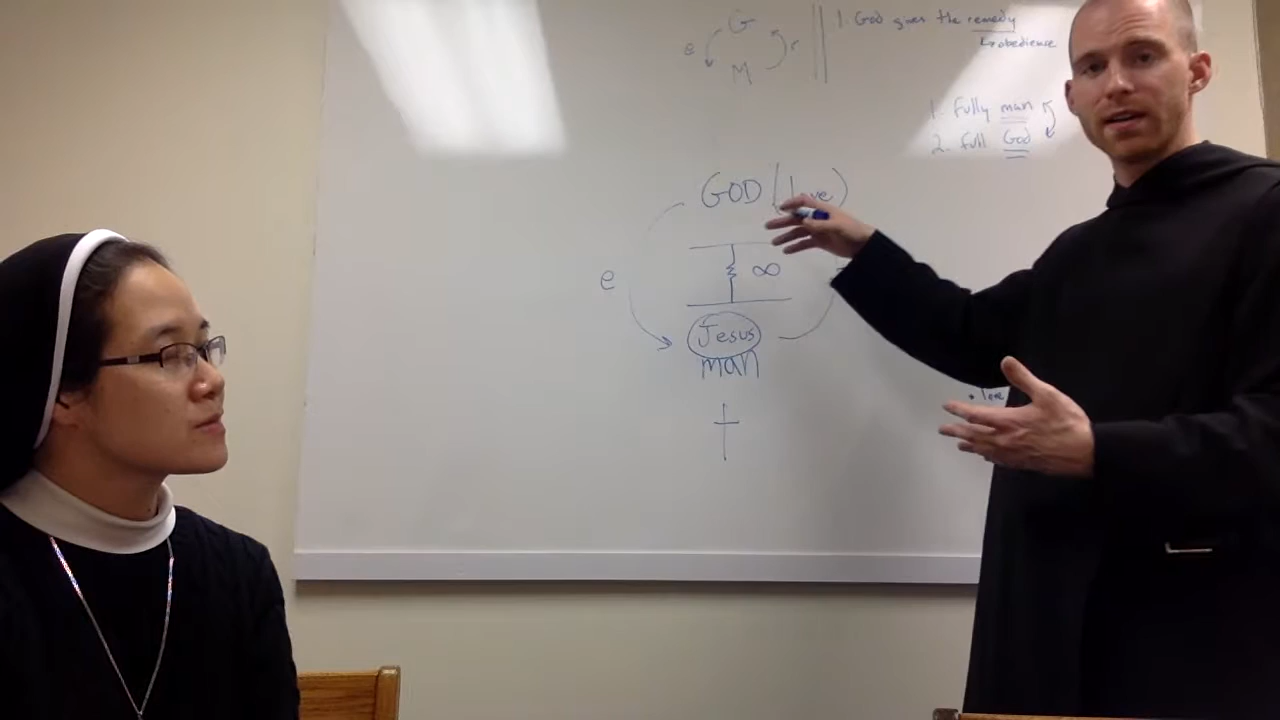 G
1. God gives the remedy
e r
↳ obedience
M
1. fully man
2. full God
GOD (love)
e
∞
Jesus
man
• love